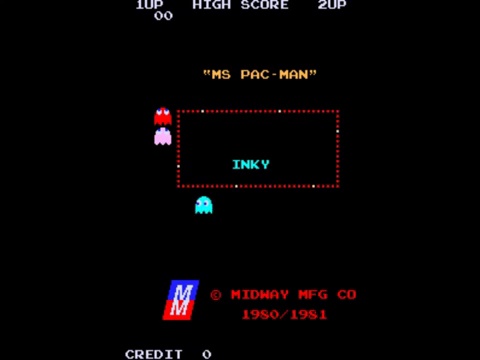 1UP HIGH SCORE 2UP
00
"MS PAC-MAN"
INKY
MM
© MIDWAY MFG CO
1980/1981
CREDIT 0